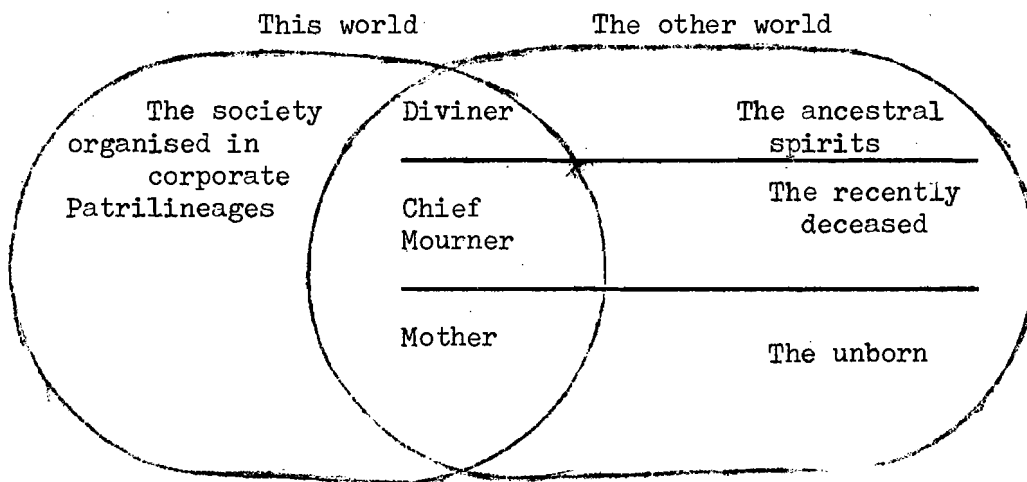 This world
The other world
The society
organised in
corporate
Patrilineages
Diviner
The ancestral
spirits
Chief
Mourner
The recently
deceased
Mother
The unborn